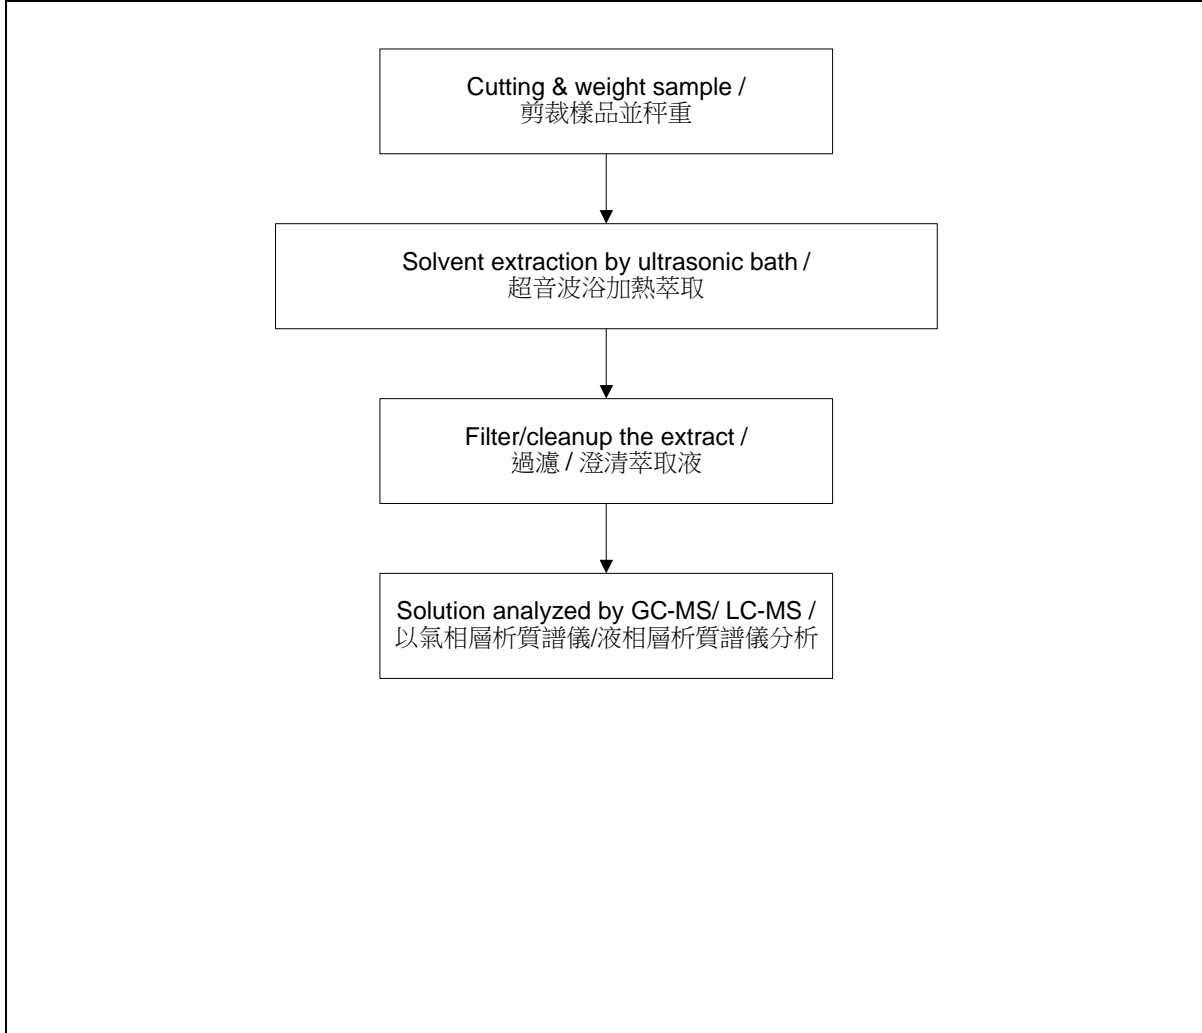 Cutting & weight sample /
剪裁樣品並秤重
Solvent extraction by ultrasonic bath /
超音波浴加熱萃取
Filter/cleanup the extract /
過濾 / 澄清萃取液
Solution analyzed by GC-MS/ LC-MS /
以氣相層析質譜儀/液相層析質譜儀分析